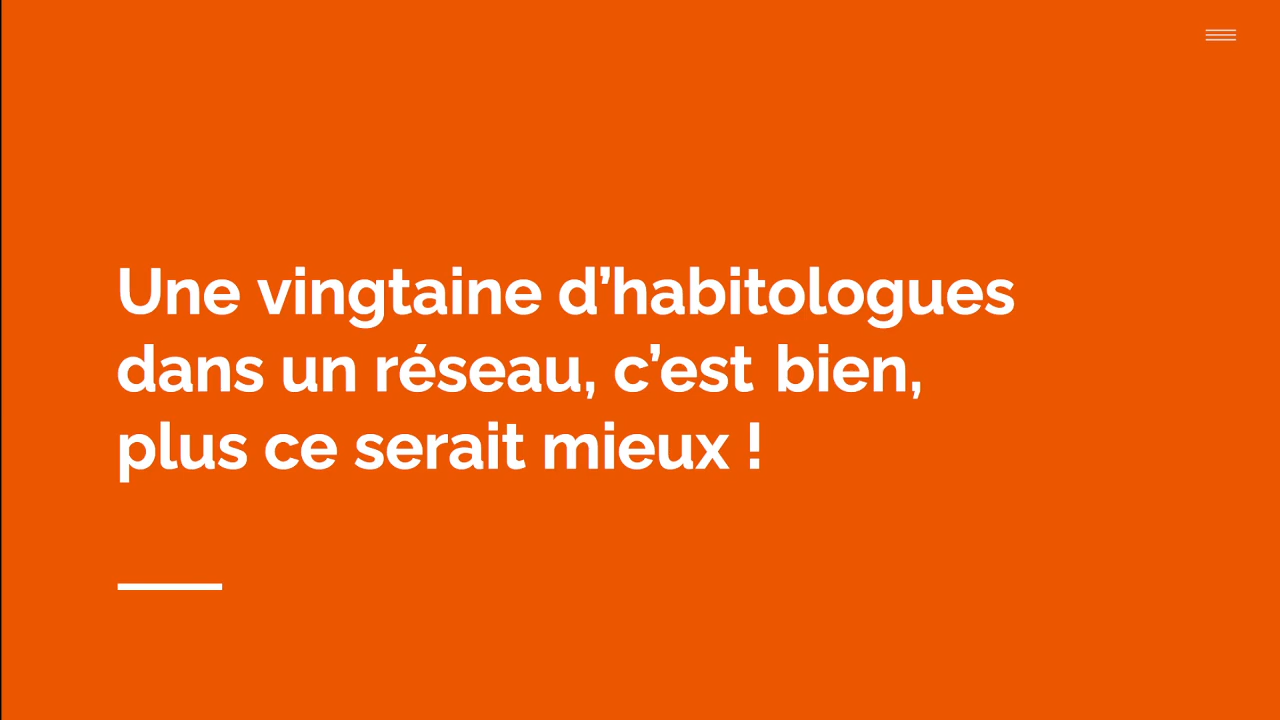 Une vingtaine d’habitologues
dans un réseau, c’est bien,
plus ce serait mieux !